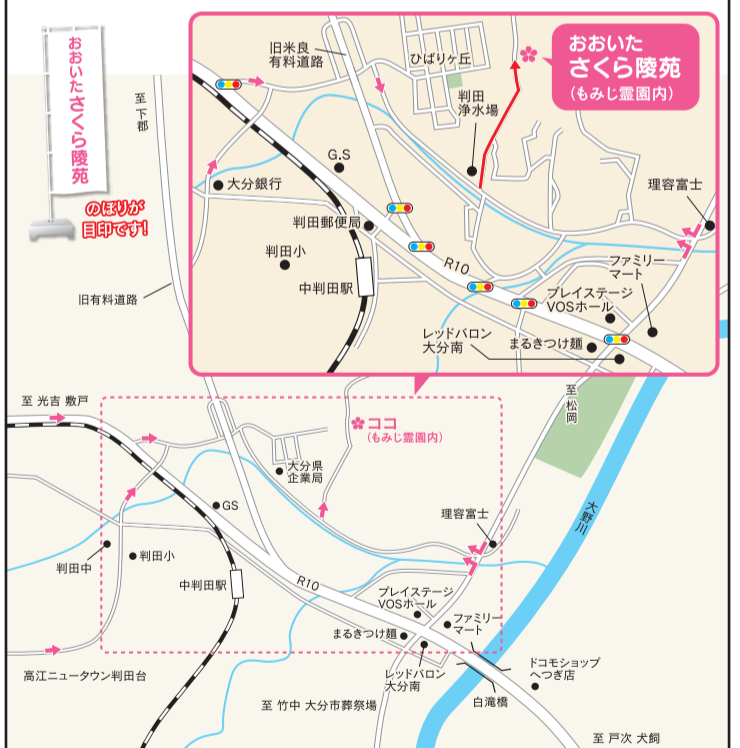 おおいたさくら陵苑
のぼりが
目印です!
至下郡
旧有料道路
旧米良
有料道路
ひばりヶ丘
おおいた
さくら陵苑
(もみじ霊園内)
判田
浄水場
G.S
大分銀行
理容富士
判田郵便局
判田小
R10
ファミリー
マート
中判田駅
プレイステージ
VOSホール
レッドバロン
大分南
まるきつけ麺
至 光吉 敷戸
至松岡
ココ
(もみじ霊園内)
大分県
企業局
大野川
GS
理容富士
判田中
判田小
中判田駅
R10
プレイステージ
VOSホール
ファミリー
マート
まるきつけ麺
レッドバロン
大分南
ドコモショップ
へつぎ店
高江ニュータウン判田台
白滝橋
至 竹中 大分市葬祭場
至 戸次 犬飼